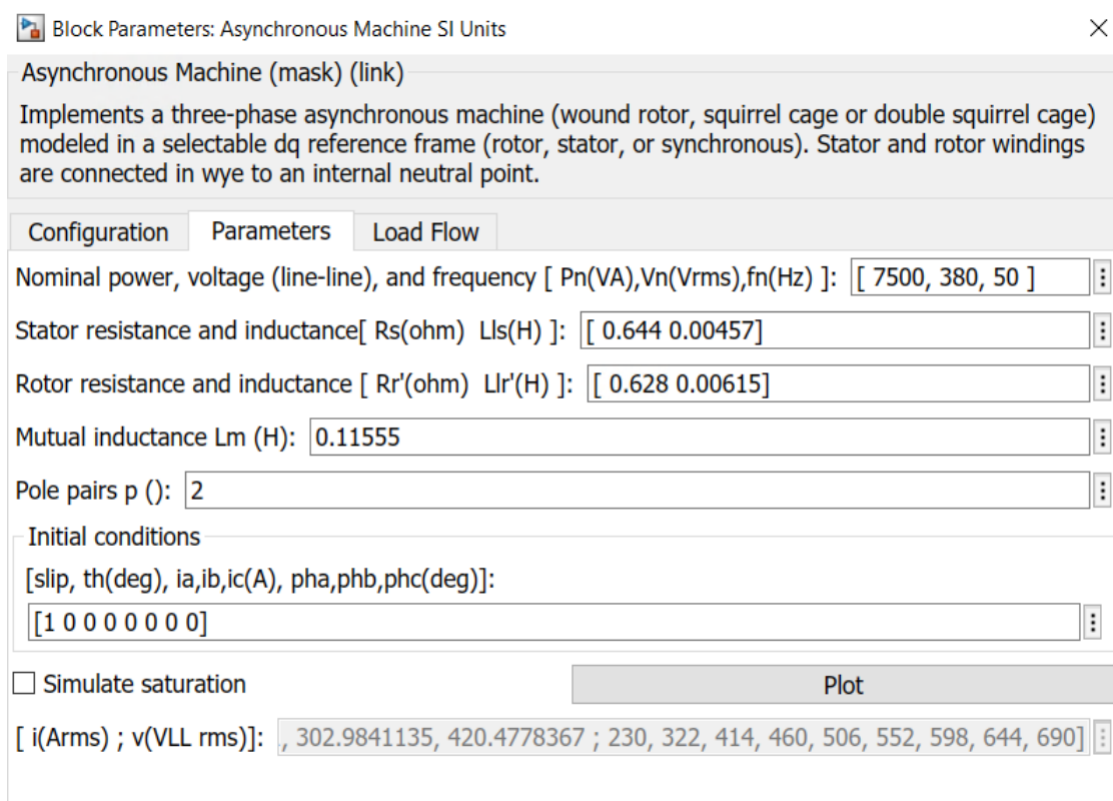 Block Parameters: Asynchronous Machine SI Units
Asynchronous Machine (mask) (link)
Implements a three-phase asynchronous machine (wound rotor, squirrel cage or double squirrel cage)
modeled in a selectable dq reference frame (rotor, stator, or synchronous). Stator and rotor windings
are connected in wye to an internal neutral point.
Configuration Parameters Load Flow
Nominal power, voltage (line-line), and frequency [ Pn(VA),Vn(Vrms),fn(Hz) ]: [ 7500, 380, 50 ]
Stator resistance and inductance[ Rs(ohm) Lls(H) ]: [ 0.644 0.00457]
Rotor resistance and inductance [ Rr'(ohm) Llr'(H) ]: [ 0.628 0.00615]
Mutual inductance Lm (H): 0.11555
Pole pairs p (): 2
Initial conditions
[slip, th(deg), ia,ib,ic(A), pha,phb,phc(deg)]:
[1 0 0 0 0 0 0 0]
Simulate saturation Plot
[ i(Arms) ; v(VLL rms)]: , 302.9841135, 420.4778367 ; 230, 322, 414, 460, 506, 552, 598, 644, 690]